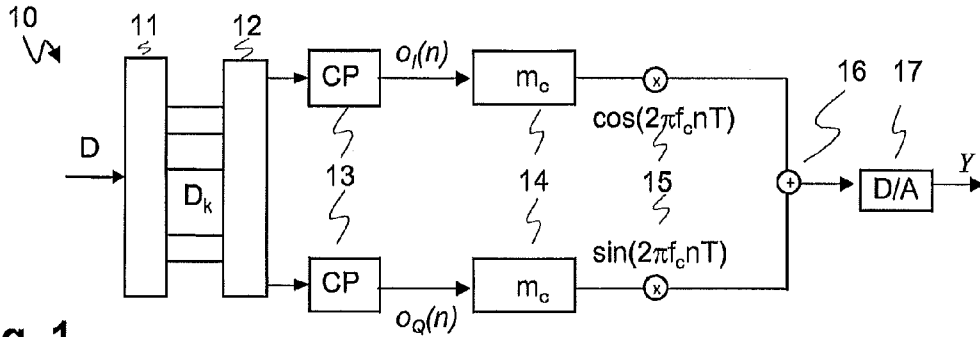 10
11
12
16
17
D
D_k
CP
o_I(n)
m_c
x
cos(2πf_cnT)
13
14
15
+
D/A
Y
CP
o_Q(n)
m_c
sin(2πf_cnT)
x